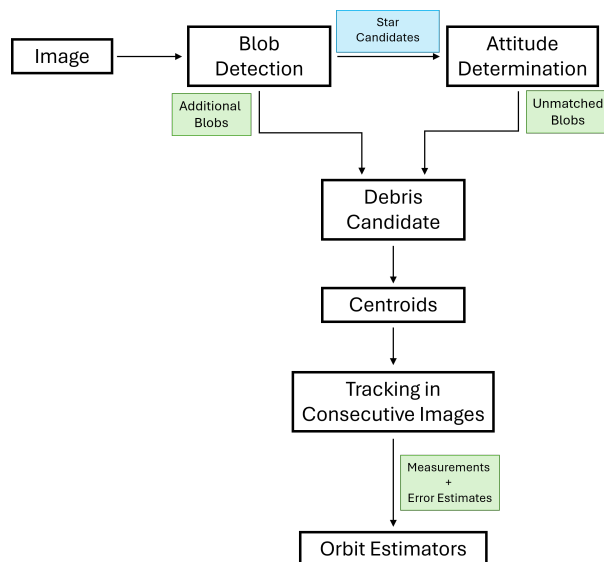 Image
Blob
Detection
Star
Candidates
Attitude
Determination
Additional
Blobs
Unmatched
Blobs
Debris
Candidate
Centroids
Tracking in
Consecutive Images
Measurements
+
Error Estimates
Orbit Estimators